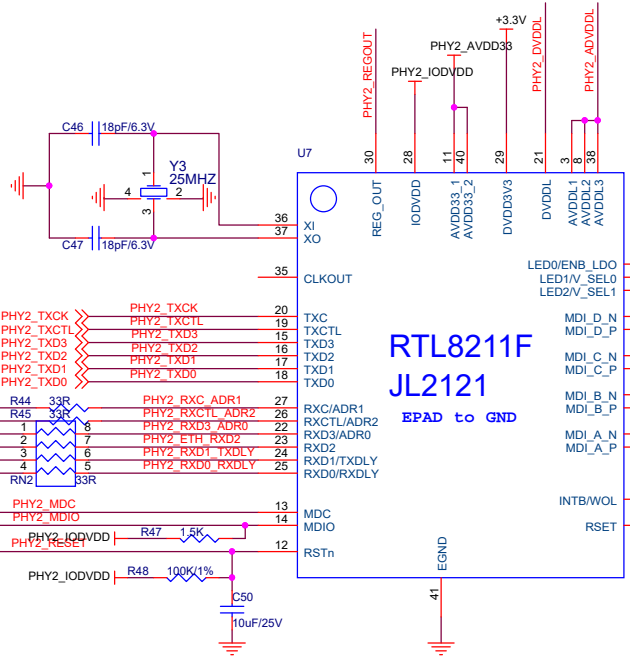 +3.3V
PHY2_AVDD33
PHY2_IODVDD
PHY2_REGOUT
PHY2_DVDDL
PHY2_ADVDDL
C46
18pF/6.3V
Y3
25MHZ
1
4
2
3
C47
18pF/6.3V
U7
30
28
11
40
29
21
3
8
38
REG_OUT
IODVDD
AVDD33_1
AVDD33_2
DVDD3V3
DVDDL
AVDDL1
AVDDL2
AVDDL3
36 XI
37 XO
35 CLKOUT
LED0/ENB_LDO
LED1/V_SEL0
LED2/V_SEL1
PHY2_TXCK PHY2_TXCK 20 TXC
PHY2_TXCTL PHY2_TXCTL 19 TXCTL
PHY2_TXD3 PHY2_TXD3 15 TXD3
PHY2_TXD2 PHY2_TXD2 16 TXD2
PHY2_TXD1 PHY2_TXD1 17 TXD1
PHY2_TXD0 PHY2_TXD0 18 TXD0
MDI_D_N
MDI_D_P
MDI_C_N
MDI_C_P
MDI_B_N
MDI_B_P
MDI_A_N
MDI_A_P
RTL8211F
JL2121
EPAD to GND
R44 33R PHY2_RXC_ADR1 27 RXC/ADR1
R45 33R PHY2_RXCTL_ADR2 26 RXCTL/ADR2
1 8 PHY2_RXD3_ADR0 22 RXD3/ADR0
2 7 PHY2_ETH_RXD2 23 RXD2
3 6 PHY2_RXD1_TXDLY 24 RXD1/TXDLY
4 5 PHY2_RXD0_RXDLY 25 RXD0/RXDLY
RN2 33R
INTB/WOL
RSET
PHY2_MDC 13 MDC
PHY2_MDIO 14 MDIO
PHY2_IODVDD R47 1.5K
PHY2_RESET 12 RSTn
PHY2_IODVDD R48 100K/1%
C50
10uF/25V
EGND
41